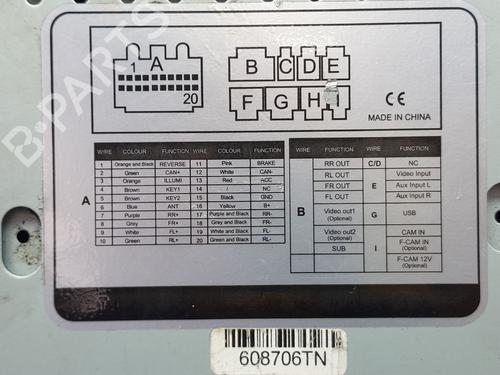 1 A
20
B C D E
F G H I
CE
MADE IN CHINA
WIRE COLOUR FUNCTION WIRE COLOUR FUNCTION
A
1 Orange and Black REVERSE 11 Pink BRAKE
2 Green CAN+ 12 White CAN-
3 Orange ILLUMI 13 Red ACC
4 Brown KEY1 14 / NC
5 Brown KEY2 15 Black GND
6 Blue ANT 16 Yellow B+
7 Purple RR+ 17 Purple and Black RR-
8 Grey FR+ 18 Grey and Black FR-
9 White FL+ 19 White and Black FL-
10 Green RL+ 20 Green and Black RL-
WIRE FUNCTION WIRE FUNCTION
B
RR OUT C/D NC
RL OUT E Video Input
FR OUT Aux Input L
FL OUT Aux Input R
Video out1 (Optional) G USB
Video out2 (Optional) I CAM IN
SUB F-CAM IN (Optional)
F-CAM 12V (Optional)
608706TN
B-PARTS